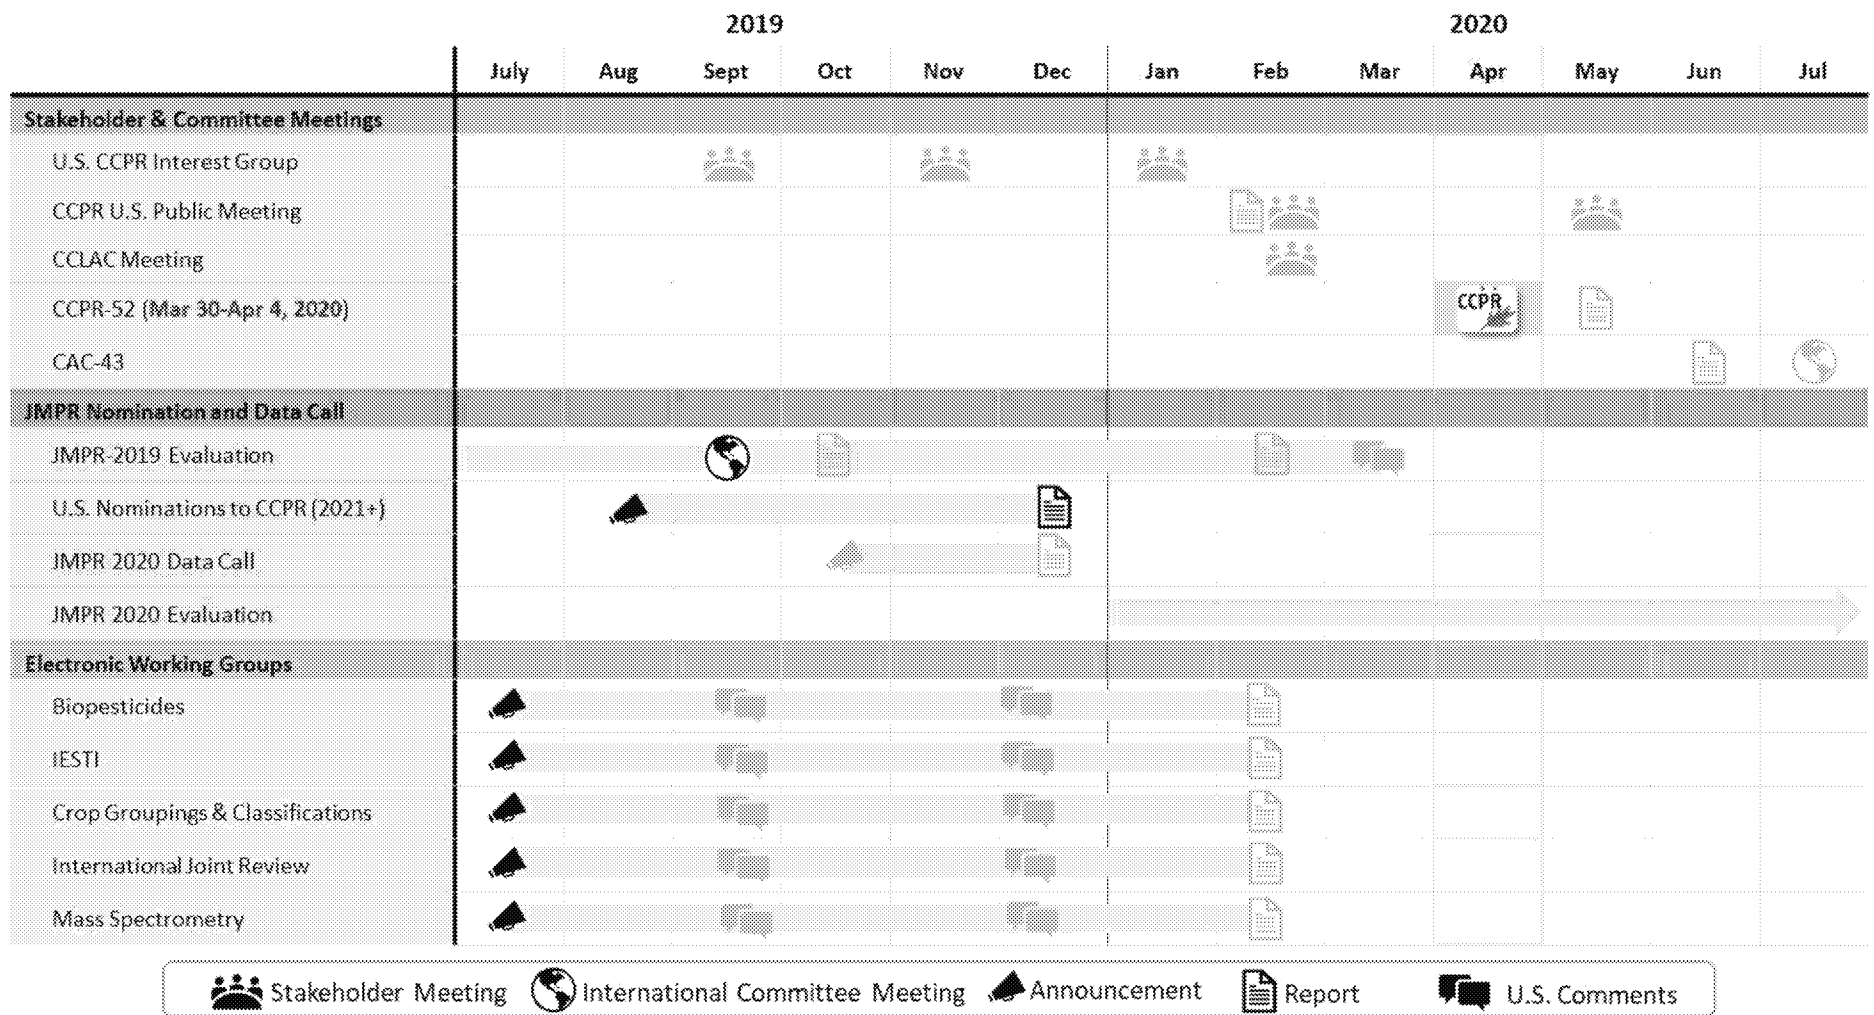 2019 2020
July Aug Sept Oct Nov Dec Jan Feb Mar Apr May Jun Jul
Stakeholder & Committee Meetings
U.S. CCPR Interest Group
CCPR U.S. Public Meeting
CCLAC Meeting
CCPR-52 (Mar 30-Apr 4, 2020)
CCPR
CAC-43
JMPR Nomination and Data Call
JMPR-2019 Evaluation
U.S. Nominations to CCPR (2021+)
JMPR 2020 Data Call
JMPR 2020 Evaluation
Electronic Working Groups
Biopesticides
IESTI
Crop Groupings & Classifications
International Joint Review
Mass Spectrometry
Stakeholder Meeting International Committee Meeting Announcement Report U.S. Comments